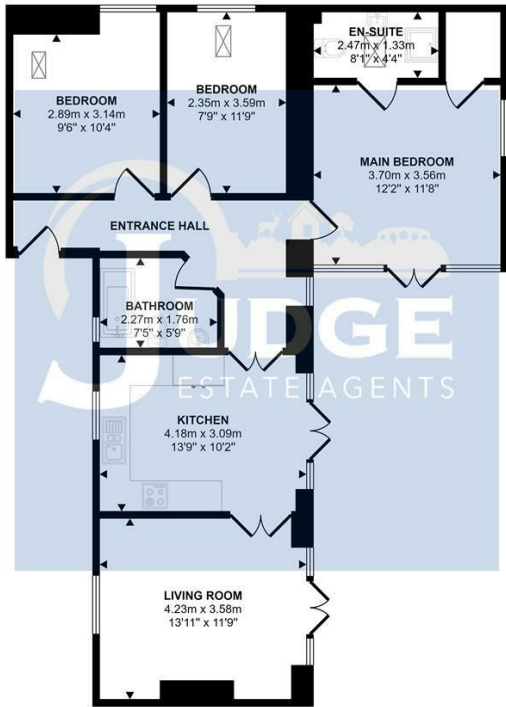 EN-SUITE
2.47m x 1.33m
8'1" x 4'4"
BEDROOM
2.89m x 3.14m
9'6" x 10'4"
BEDROOM
2.35m x 3.59m
7'9" x 11'9"
MAIN BEDROOM
3.70m x 3.56m
12'2" x 11'8"
ENTRANCE HALL
BATHROOM
2.27m x 1.76m
7'5" x 5'9"
JUDGE
ESTATE AGENTS
KITCHEN
4.18m x 3.09m
13'9" x 10'2"
LIVING ROOM
4.23m x 3.58m
13'11" x 11'9"